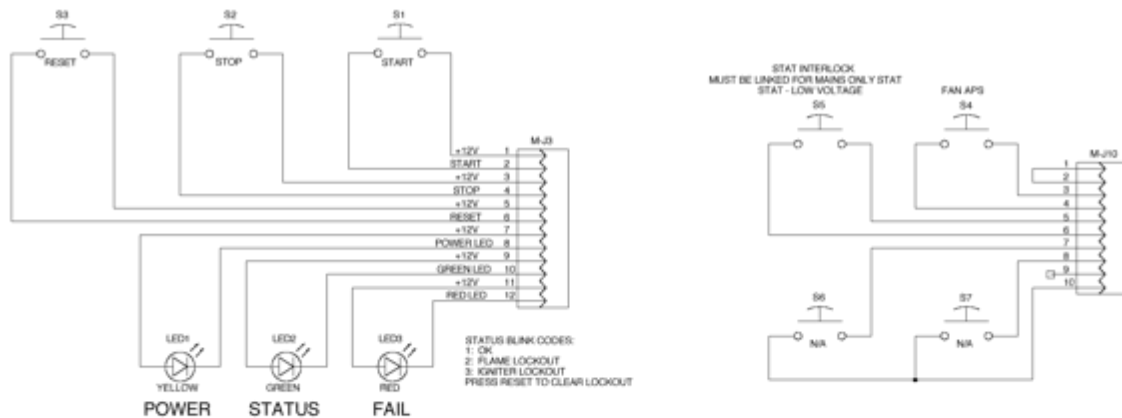 S3
RESET
S2
STOP
S1
START
M-J3
+12V 1
START 2
+12V 3
STOP 4
+12V 5
RESET 6
+12V 7
POWER LED 8
+12V 9
GREEN LED 10
+12V 11
RED LED 12
LED1
YELLOW
POWER
LED2
GREEN
STATUS
LED3
RED
FAIL
STATUS BLINK CODES:
1: OK
2: FLAME LOCKOUT
3: IGNITER LOCKOUT
PRESS RESET TO CLEAR LOCKOUT
STAT INTERLOCK
MUST BE LINKED FOR MAINS ONLY STAT
STAT - LOW VOLTAGE
S5
FAN APS
S4
M-J10
1
2
3
4
5
6
7
8
9
10
S6
N/A
S7
N/A